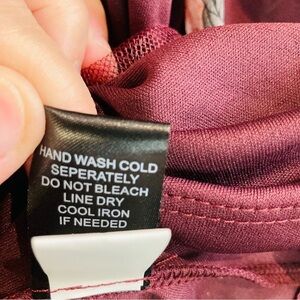 HAND WASH COLD
SEPERATELY
DO NOT BLEACH
LINE DRY
COOL IRON
IF NEEDED